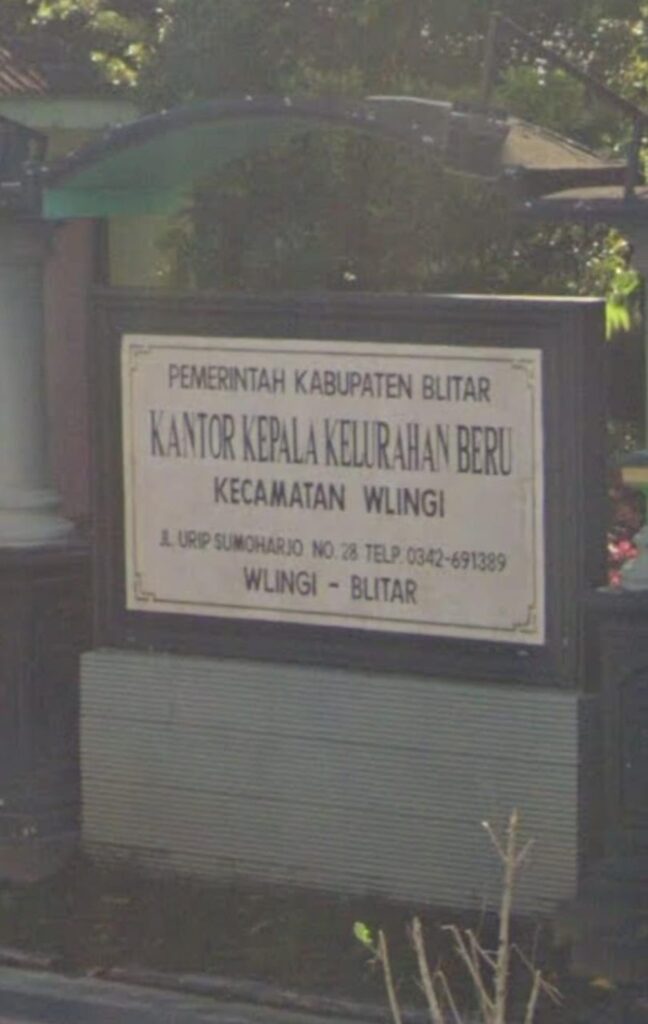 PEMERINTAH KABUPATEN BLITAR
KANTOR KEPALA KELURAHAN BERU
KECAMATAN WLINGI
JL. URIP SUMOHARJO NO. 28 TELP. 0342-691389
WLINGI - BLITAR